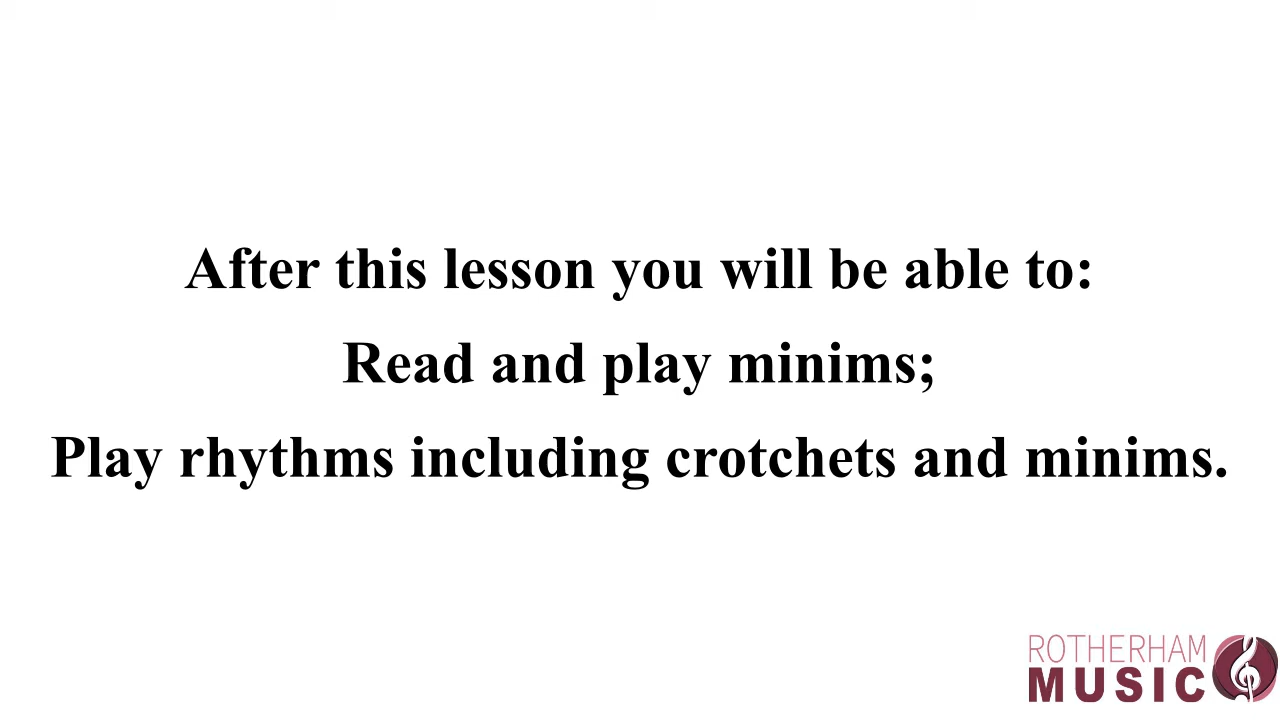 After this lesson you will be able to:
Read and play minims;
Play rhythms including crotchets and minims.
ROTHERHAM
MUSIC